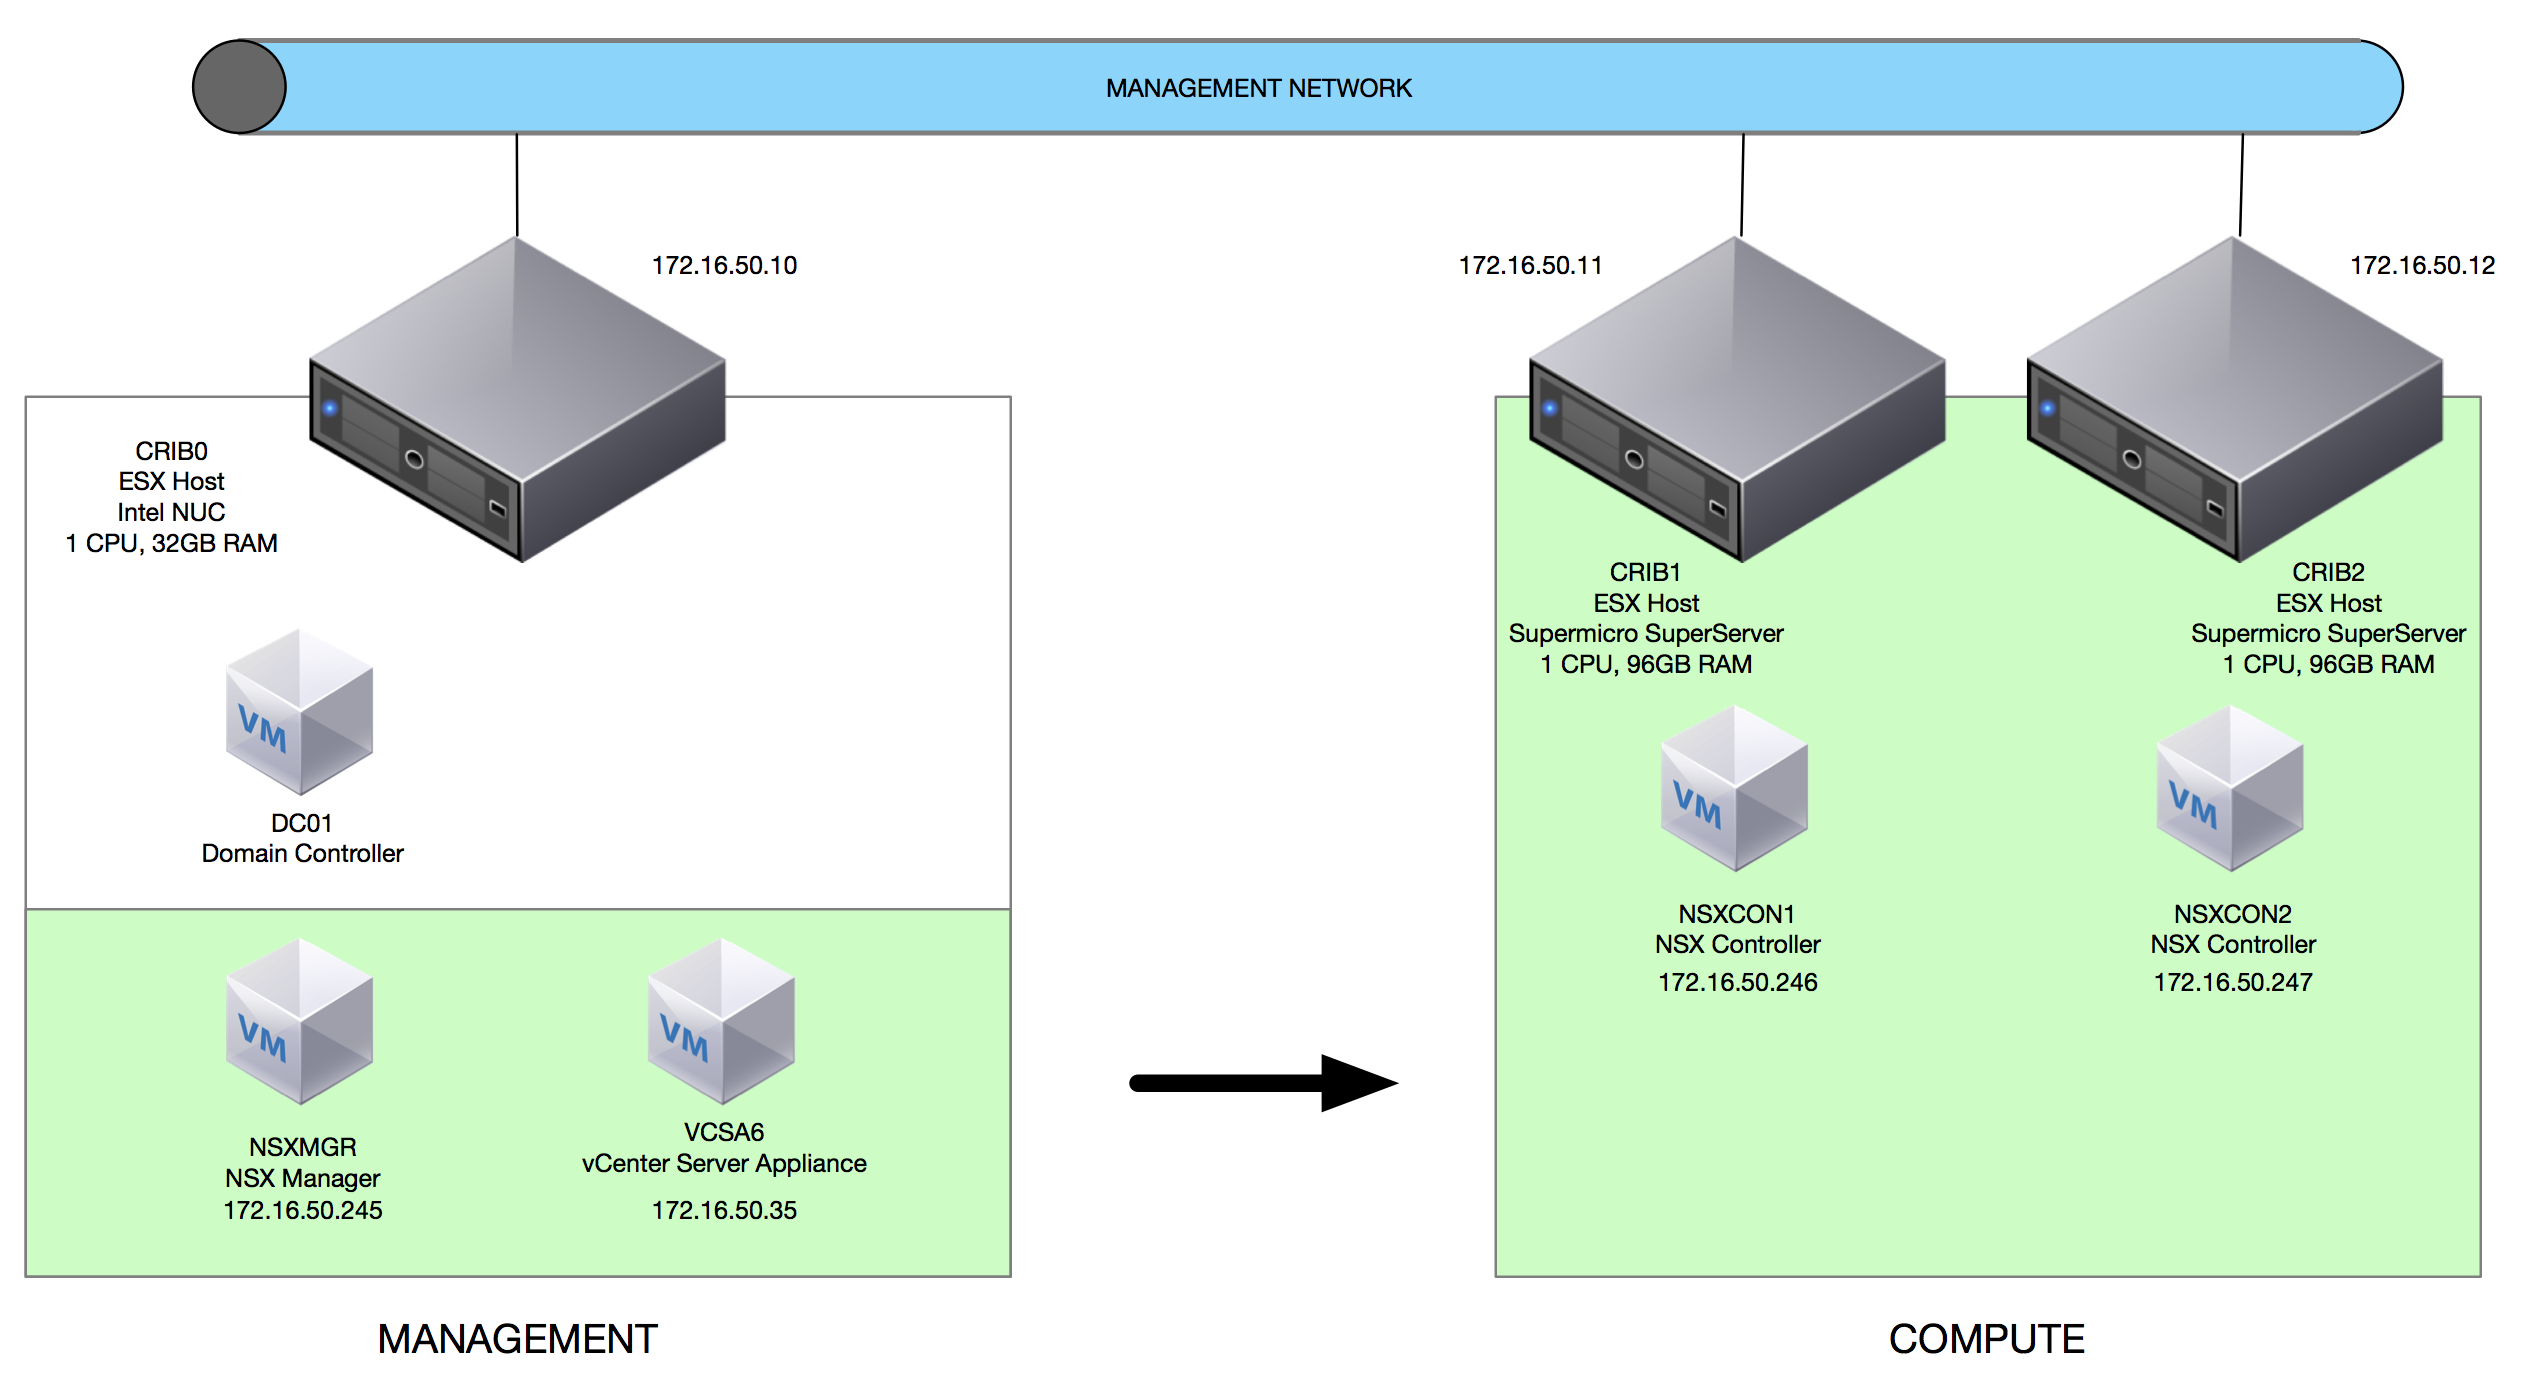 MANAGEMENT NETWORK
172.16.50.10
172.16.50.11
172.16.50.12
CRIB0
ESX Host
Intel NUC
1 CPU, 32GB RAM
VM
DC01
Domain Controller
VM
NSXMGR
NSX Manager
172.16.50.245
VM
VCSA6
vCenter Server Appliance
172.16.50.35
MANAGEMENT
CRIB1
ESX Host
Supermicro SuperServer
1 CPU, 96GB RAM
VM
NSXCON1
NSX Controller
172.16.50.246
CRIB2
ESX Host
Supermicro SuperServer
1 CPU, 96GB RAM
VM
NSXCON2
NSX Controller
172.16.50.247
COMPUTE